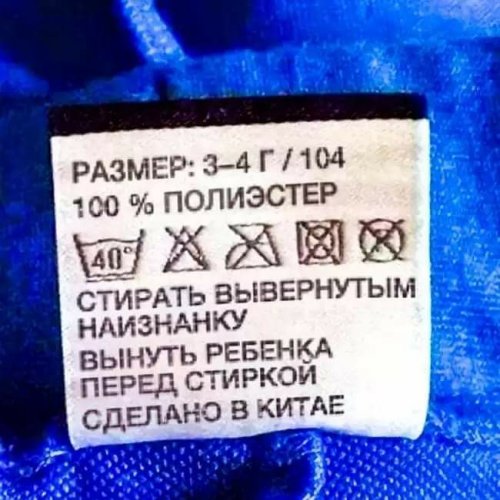 РАЗМЕР: 3–4 Г / 104
100 % ПОЛИЭСТЕР
40°
СТИРАТЬ ВЫВЕРНУТЫМ
НАИЗНАНКУ
ВЫНУТЬ РЕБЕНКА
ПЕРЕД СТИРКОЙ
СДЕЛАНО В КИТАЕ